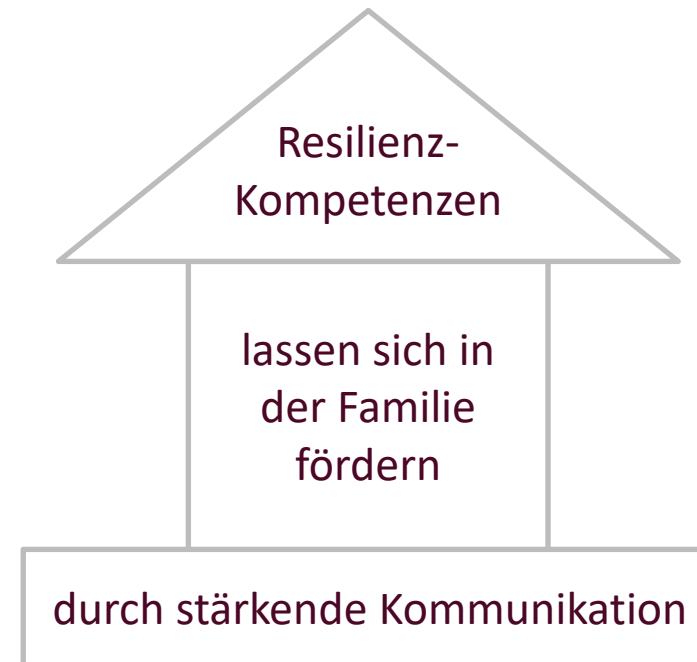 Resilienz-
Kompetenzen
lassen sich in
der Familie
fördern
durch stärkende Kommunikation